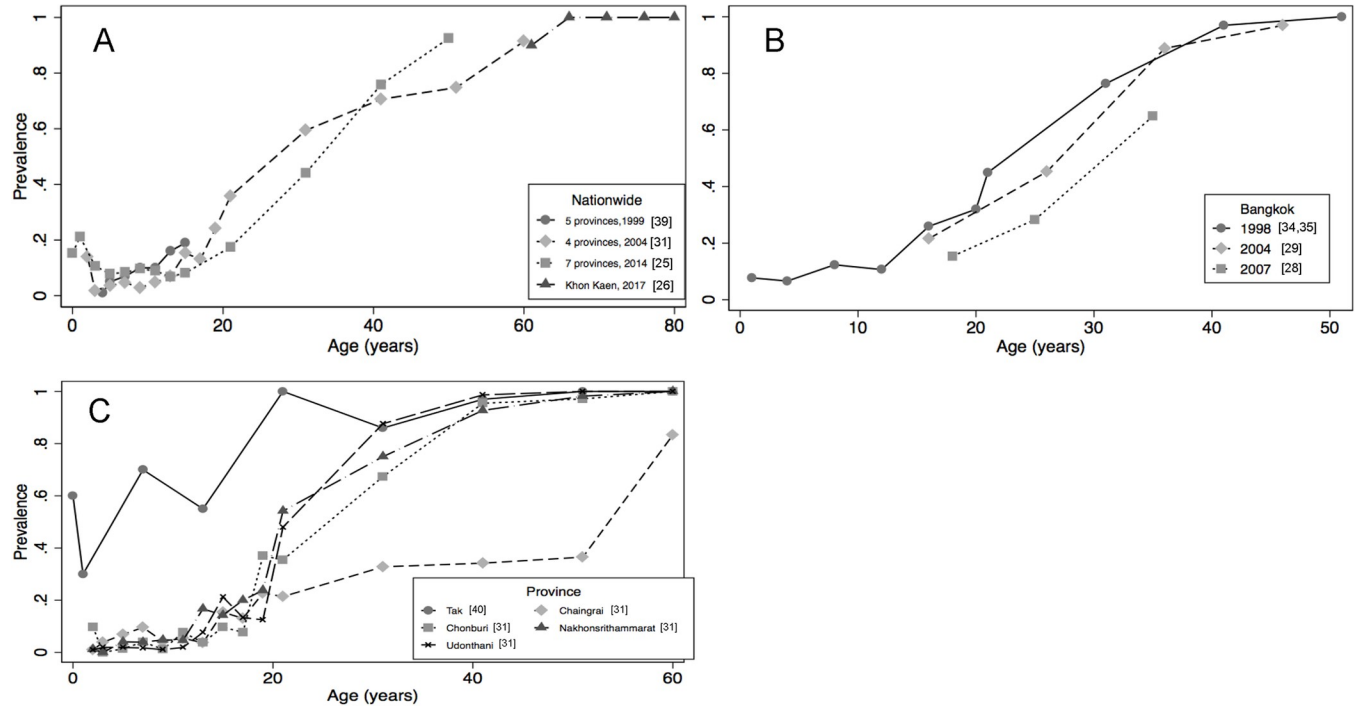 A
Prevalence
0 .2 .4 .6 .8 1
0 20 40 60 80
Age (years)
Nationwide
5 provinces,1999 [39]
4 provinces, 2004 [31]
7 provinces, 2014 [25]
Khon Kaen, 2017 [26]
B
Prevalence
0 .2 .4 .6 .8 1
0 10 20 30 40 50
Age (years)
Bangkok
1998 [34,35]
2004 [29]
2007 [28]
C
Prevalence
0 .2 .4 .6 .8 1
0 20 40 60
Age (years)
Province
Tak [40] Chaingrai [31]
Chonburi [31] Nakhonsrithammarat [31]
Udonthani [31]